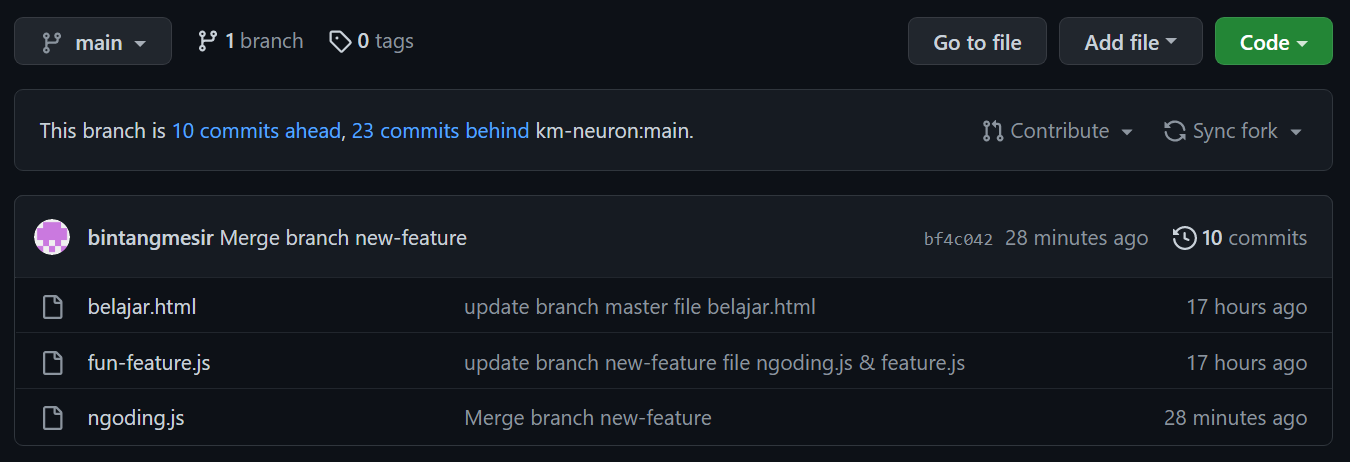 main 1 branch 0 tags Go to file Add file Code
This branch is 10 commits ahead, 23 commits behind km-neuron:main. Contribute Sync fork
bintangmesir Merge branch new-feature bf4c042 28 minutes ago 10 commits
belajar.html update branch master file belajar.html 17 hours ago
fun-feature.js update branch new-feature file ngoding.js & feature.js 17 hours ago
ngoding.js Merge branch new-feature 28 minutes ago